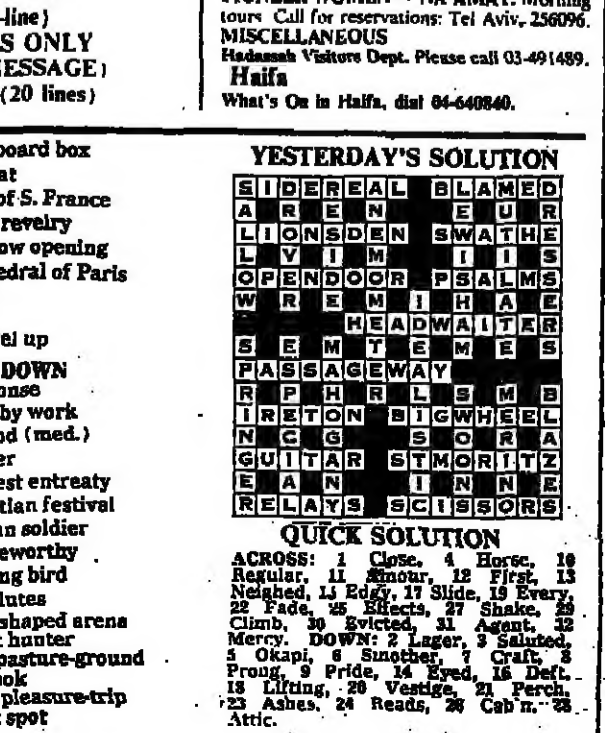 -line)
S ONLY
ESSAGE)
(20 lines)
board box
at
of S. France
revelry
ow opening
edral of Paris
el up
DOWN
onse
by work
od (med.)
er
est entreaty
tian festival
an soldier
eworthy
ng bird
lutes
shaped arena
hunter
pasture-ground
ook
pleasure-trip
spot
tours. Call for reservations: Tel Aviv, 256096.
MISCELLANEOUS
Hadassah Visitors Dept. Please call 03-491489.
Haifa
What's On in Haifa, dial 04-640840.
YESTERDAY'S SOLUTION
SIDEREAL BLAMED
A R E N E U R
LIONSDEN SWATHE
L V I M I I S
OPENDOOR PSALMS
W R E M I H A E
HEADWAITER
S E M T E M E S
PASSAGEWAY
R P H R L S M B
IRETON BIGWHEEL
N C G S O R A
GUITAR STMORITZ
E A N I N N E
RELAYS SCISSORS
QUICK SOLUTION
ACROSS: 1 Close, 4 Horse, 10
Regular, 11 Amour, 12 First, 13
Neighed, 15 Edgy, 17 Slide, 19 Every,
22 Fade, 25 Effects, 27 Shake, 29
Climb, 30 Evicted, 31 Agent, 32
Mercy. DOWN: 2 Lager, 3 Saluted,
5 Okapi, 6 Smother, 7 Craft, 8
Prong, 9 Pride, 14 Eyed, 16 Deft.
18 Lifting, 20 Vestige, 21 Perch.
23 Ashes, 24 Reads, 26 Cab'n, 28
Attic.